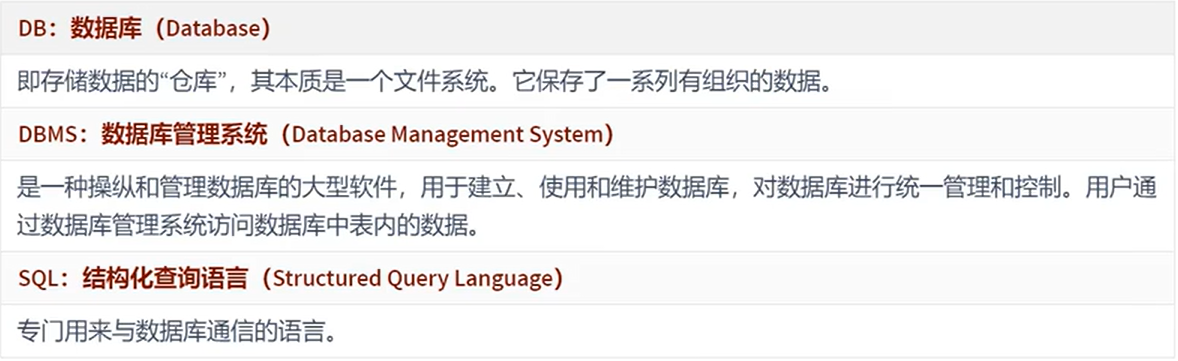 DB：数据库（Database）
即存储数据的“仓库”，其本质是一个文件系统。它保存了一系列有组织的数据。
DBMS：数据库管理系统（Database Management System）
是一种操纵和管理数据库的大型软件，用于建立、使用和维护数据库，对数据库进行统一管理和控制。用户通
过数据库管理系统访问数据库中表内的数据。
SQL：结构化查询语言（Structured Query Language）
专门用来与数据库通信的语言。